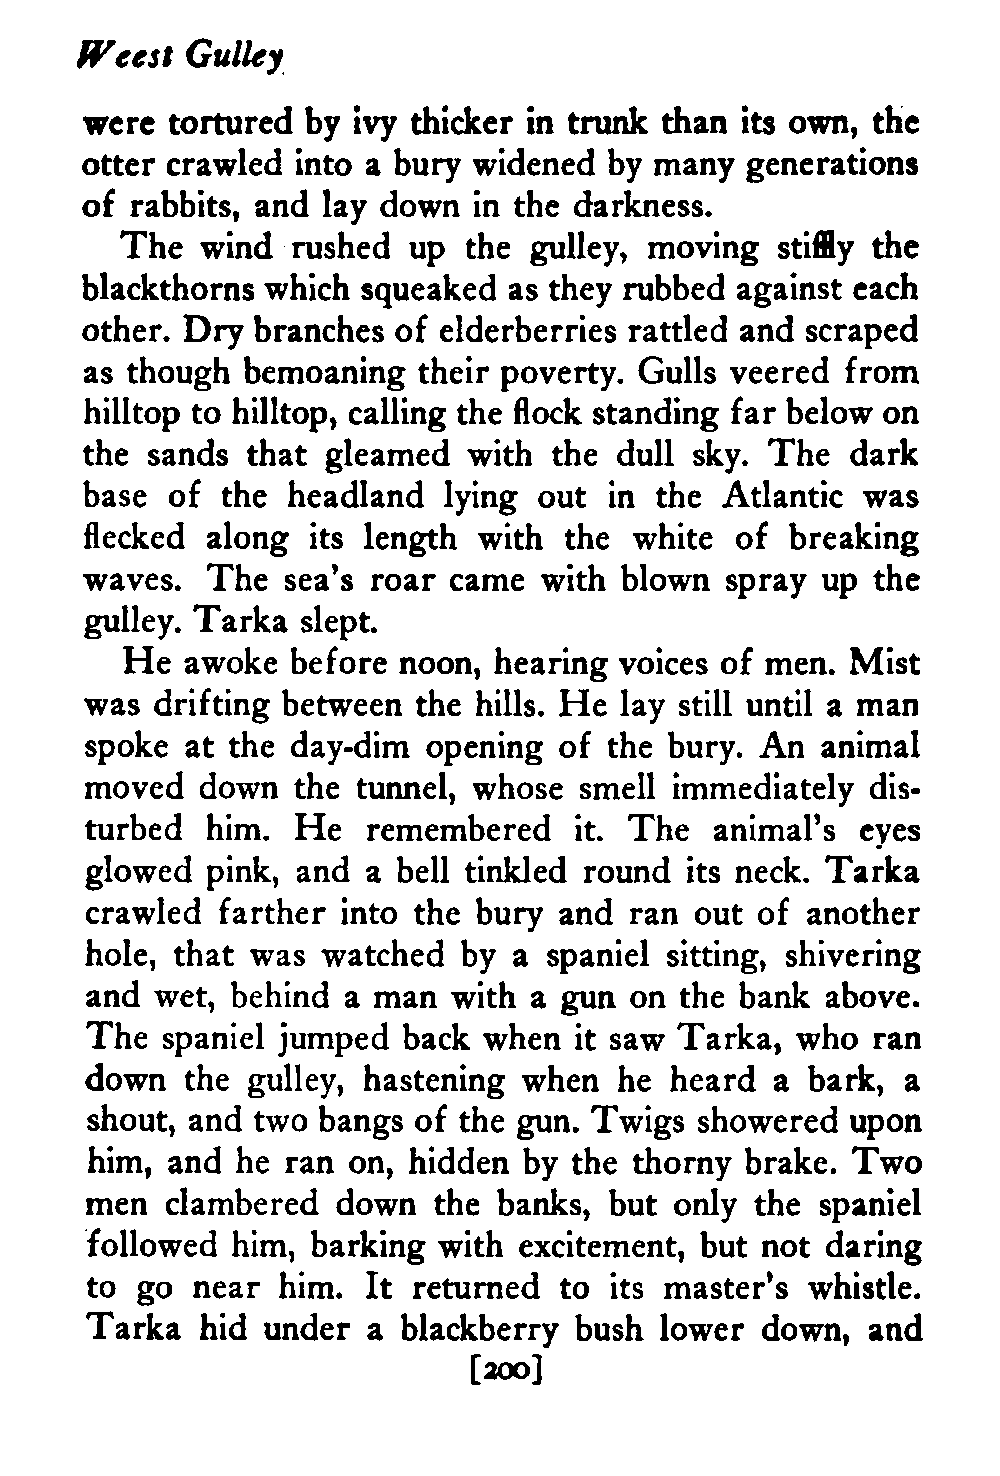 Weest Gulley
were tortured by ivy thicker in trunk than its own, the
otter crawled into a bury widened by many generations
of rabbits, and lay down in the darkness.
The wind rushed up the gulley, moving stiffly the
blackthorns which squeaked as they rubbed against each
other. Dry branches of elderberries rattled and scraped
as though bemoaning their poverty. Gulls veered from
hilltop to hilltop, calling the flock standing far below on
the sands that gleamed with the dull sky. The dark
base of the headland lying out in the Atlantic was
flecked along its length with the white of breaking
waves. The sea's roar came with blown spray up the
gulley. Tarka slept.
He awoke before noon, hearing voices of men. Mist
was drifting between the hills. He lay still until a man
spoke at the day-dim opening of the bury. An animal
moved down the tunnel, whose smell immediately dis-
turbed him. He remembered it. The animal's eyes
glowed pink, and a bell tinkled round its neck. Tarka
crawled farther into the bury and ran out of another
hole, that was watched by a spaniel sitting, shivering
and wet, behind a man with a gun on the bank above.
The spaniel jumped back when it saw Tarka, who ran
down the gulley, hastening when he heard a bark, a
shout, and two bangs of the gun. Twigs showered upon
him, and he ran on, hidden by the thorny brake. Two
men clambered down the banks, but only the spaniel
followed him, barking with excitement, but not daring
to go near him. It returned to its master's whistle.
Tarka hid under a blackberry bush lower down, and
[200]